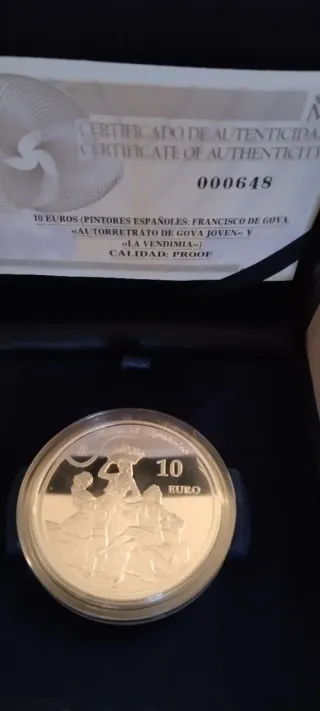 CERTIFICADO DE AUTENTICIDA
CERTIFICATE OF AUTHENTICITY
000648
10 EUROS (PINTORES ESPAÑOLES: FRANCISCO DE GOYA
«AUTORRETRATO DE GOYA JOVEN» Y
«LA VENDIMIA»)
CALIDAD: PROOF
10
EURO